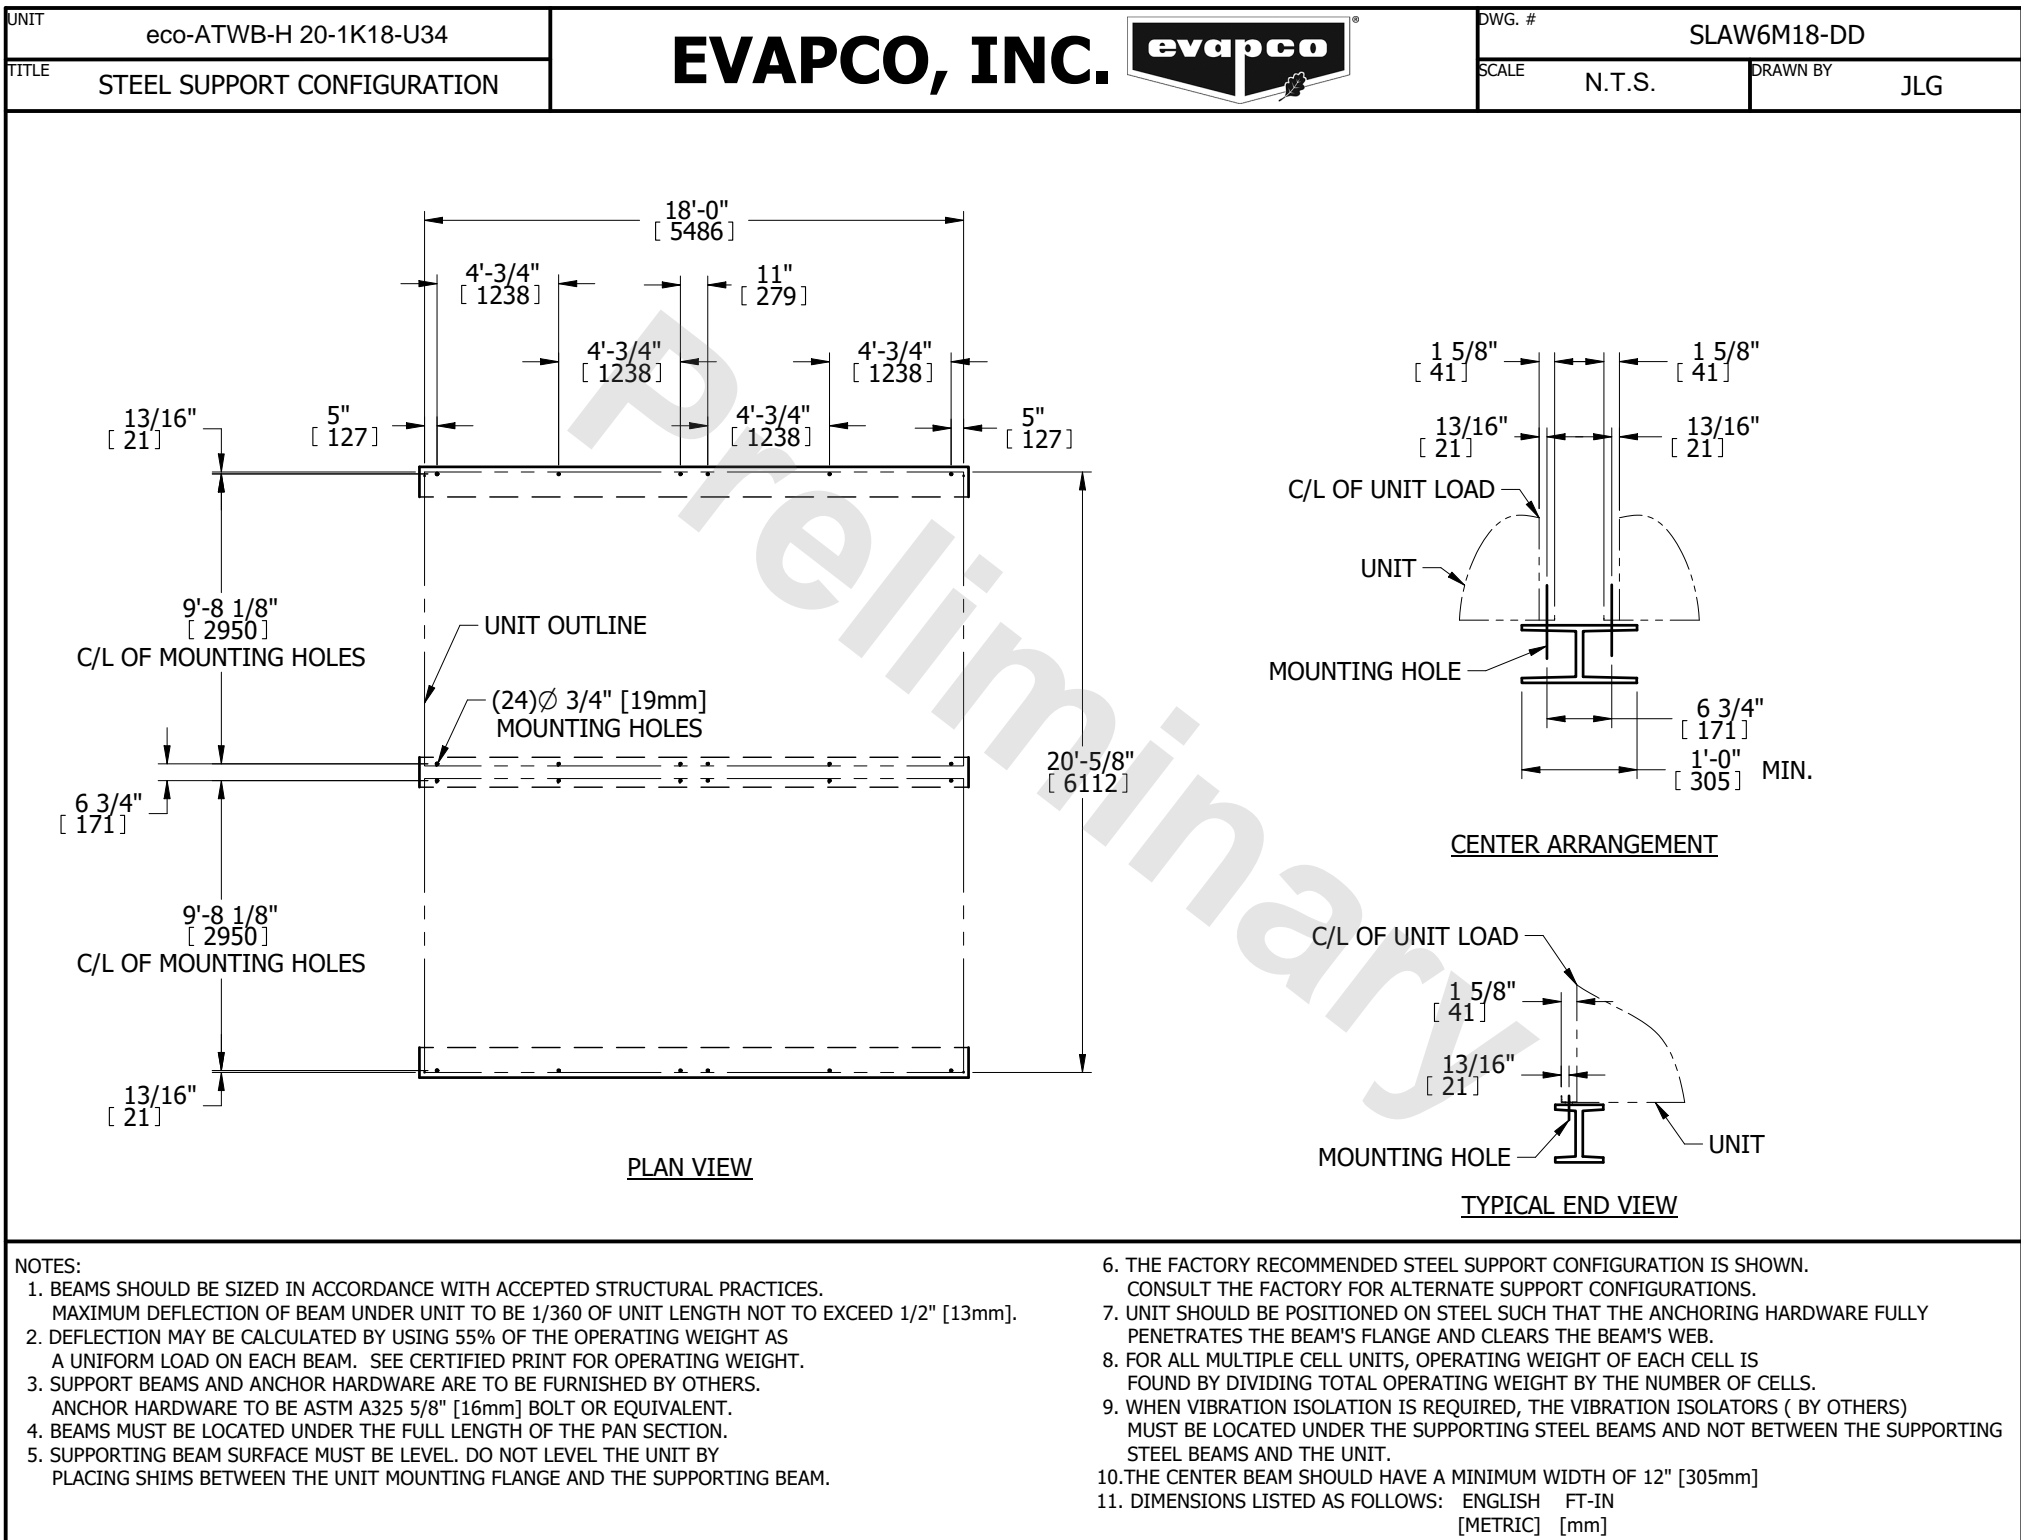 UNIT
eco-ATWB-H 20-1K18-U34
TITLE
STEEL SUPPORT CONFIGURATION
EVAPCO, INC.
evapco
®
DWG. #
SLAW6M18-DD
SCALE
N.T.S.
DRAWN BY
JLG
18'-0"
[ 5486 ]
4'-3/4"
[ 1238 ]
11"
[ 279 ]
4'-3/4"
[ 1238 ]
4'-3/4"
[ 1238 ]
13/16"
[ 21 ]
5"
[ 127 ]
4'-3/4"
[ 1238 ]
5"
[ 127 ]
9'-8 1/8"
[ 2950 ]
C/L OF MOUNTING HOLES
UNIT OUTLINE
(24)∅ 3/4" [19mm]
MOUNTING HOLES
20'-5/8"
[ 6112 ]
6 3/4"
[ 171 ]
9'-8 1/8"
[ 2950 ]
C/L OF MOUNTING HOLES
13/16"
[ 21 ]
PLAN VIEW
Preliminary
1 5/8"
[ 41 ]
1 5/8"
[ 41 ]
13/16"
[ 21 ]
13/16"
[ 21 ]
C/L OF UNIT LOAD
UNIT
MOUNTING HOLE
6 3/4"
[ 171 ]
1'-0"
[ 305 ]
MIN.
CENTER ARRANGEMENT
C/L OF UNIT LOAD
1 5/8"
[ 41 ]
13/16"
[ 21 ]
MOUNTING HOLE
UNIT
TYPICAL END VIEW
NOTES:
1. BEAMS SHOULD BE SIZED IN ACCORDANCE WITH ACCEPTED STRUCTURAL PRACTICES.
MAXIMUM DEFLECTION OF BEAM UNDER UNIT TO BE 1/360 OF UNIT LENGTH NOT TO EXCEED 1/2" [13mm].
2. DEFLECTION MAY BE CALCULATED BY USING 55% OF THE OPERATING WEIGHT AS
A UNIFORM LOAD ON EACH BEAM. SEE CERTIFIED PRINT FOR OPERATING WEIGHT.
3. SUPPORT BEAMS AND ANCHOR HARDWARE ARE TO BE FURNISHED BY OTHERS.
ANCHOR HARDWARE TO BE ASTM A325 5/8" [16mm] BOLT OR EQUIVALENT.
4. BEAMS MUST BE LOCATED UNDER THE FULL LENGTH OF THE PAN SECTION.
5. SUPPORTING BEAM SURFACE MUST BE LEVEL. DO NOT LEVEL THE UNIT BY
PLACING SHIMS BETWEEN THE UNIT MOUNTING FLANGE AND THE SUPPORTING BEAM.
6. THE FACTORY RECOMMENDED STEEL SUPPORT CONFIGURATION IS SHOWN.
CONSULT THE FACTORY FOR ALTERNATE SUPPORT CONFIGURATIONS.
7. UNIT SHOULD BE POSITIONED ON STEEL SUCH THAT THE ANCHORING HARDWARE FULLY
PENETRATES THE BEAM'S FLANGE AND CLEARS THE BEAM'S WEB.
8. FOR ALL MULTIPLE CELL UNITS, OPERATING WEIGHT OF EACH CELL IS
FOUND BY DIVIDING TOTAL OPERATING WEIGHT BY THE NUMBER OF CELLS.
9. WHEN VIBRATION ISOLATION IS REQUIRED, THE VIBRATION ISOLATORS ( BY OTHERS)
MUST BE LOCATED UNDER THE SUPPORTING STEEL BEAMS AND NOT BETWEEN THE SUPPORTING
STEEL BEAMS AND THE UNIT.
10.THE CENTER BEAM SHOULD HAVE A MINIMUM WIDTH OF 12" [305mm]
11. DIMENSIONS LISTED AS FOLLOWS: ENGLISH FT-IN
[METRIC] [mm]